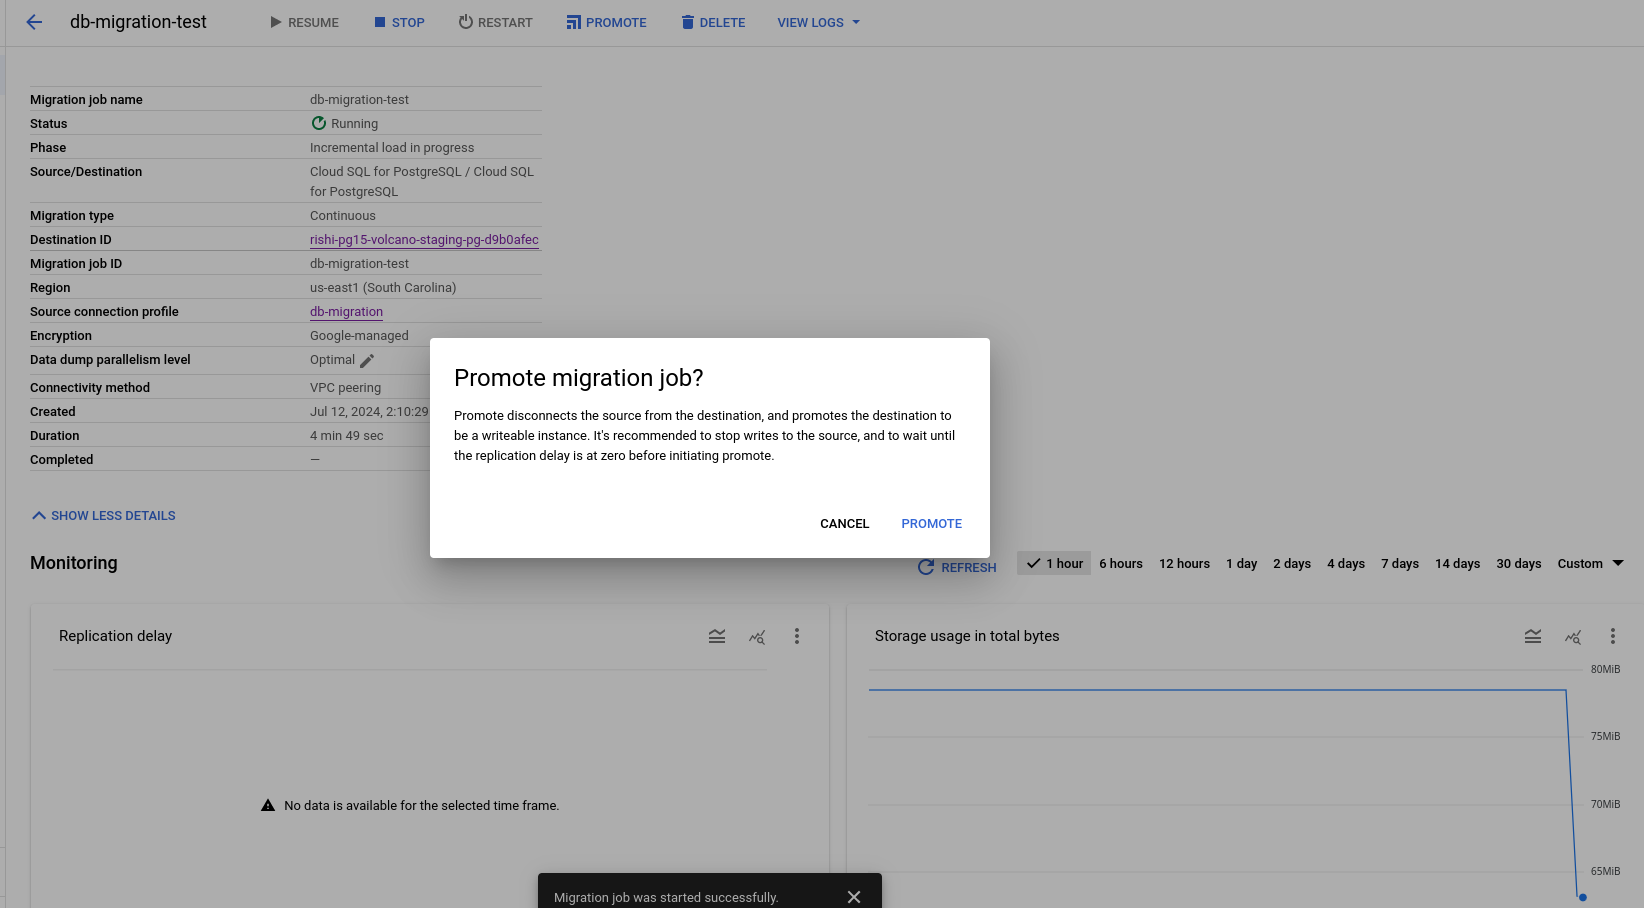 db-migration-test
RESUME
STOP
RESTART
PROMOTE
DELETE
VIEW LOGS
Migration job name db-migration-test
Status Running
Phase Incremental load in progress
Source/Destination Cloud SQL for PostgreSQL / Cloud SQL
for PostgreSQL
Migration type Continuous
Destination ID rishi-pg15-volcano-staging-pg-d9b0afec
Migration job ID db-migration-test
Region us-east1 (South Carolina)
Source connection profile db-migration
Encryption Google-managed
Data dump parallelism level Optimal
Connectivity method VPC peering
Created Jul 12, 2024, 2:10:29
Duration 4 min 49 sec
Completed —
SHOW LESS DETAILS
Promote migration job?
Promote disconnects the source from the destination, and promotes the destination to
be a writeable instance. It's recommended to stop writes to the source, and to wait until
the replication delay is at zero before initiating promote.
CANCEL
PROMOTE
Monitoring
REFRESH
1 hour
6 hours
12 hours
1 day
2 days
4 days
7 days
14 days
30 days
Custom
Replication delay
No data is available for the selected time frame.
Storage usage in total bytes
80MiB
75MiB
70MiB
65MiB
Migration job was started successfully.